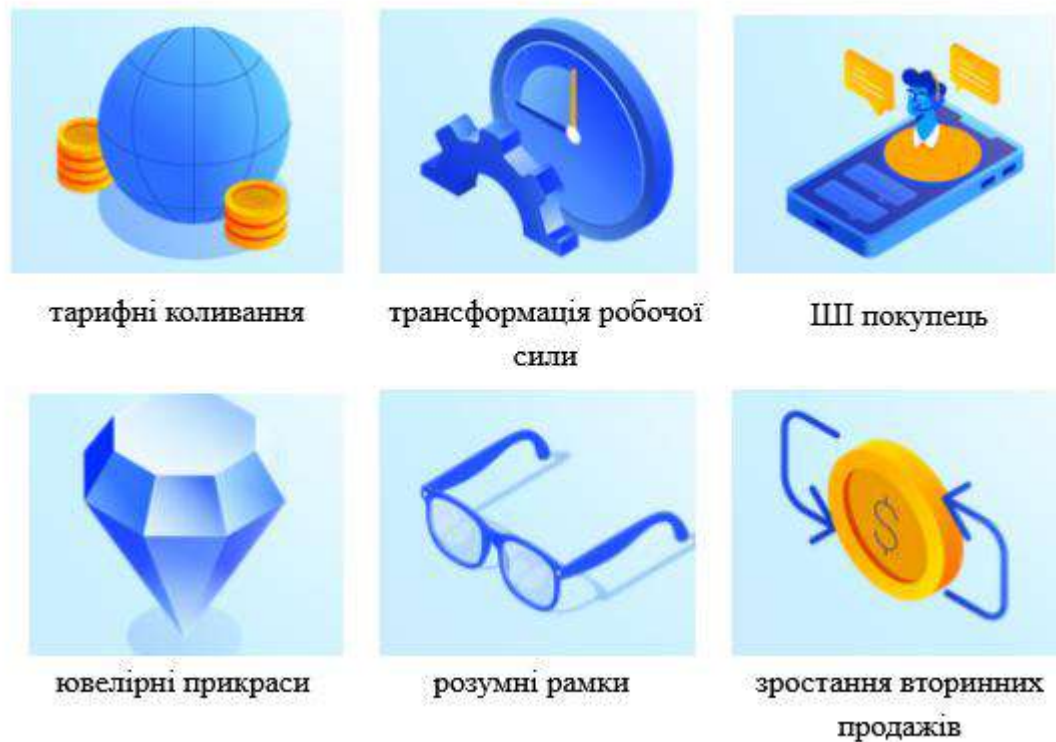 тарифні коливання
трансформація робочої
сили
ШІ покупець
ювелірні прикраси
розумні рамки
зростання вторинних
продажів